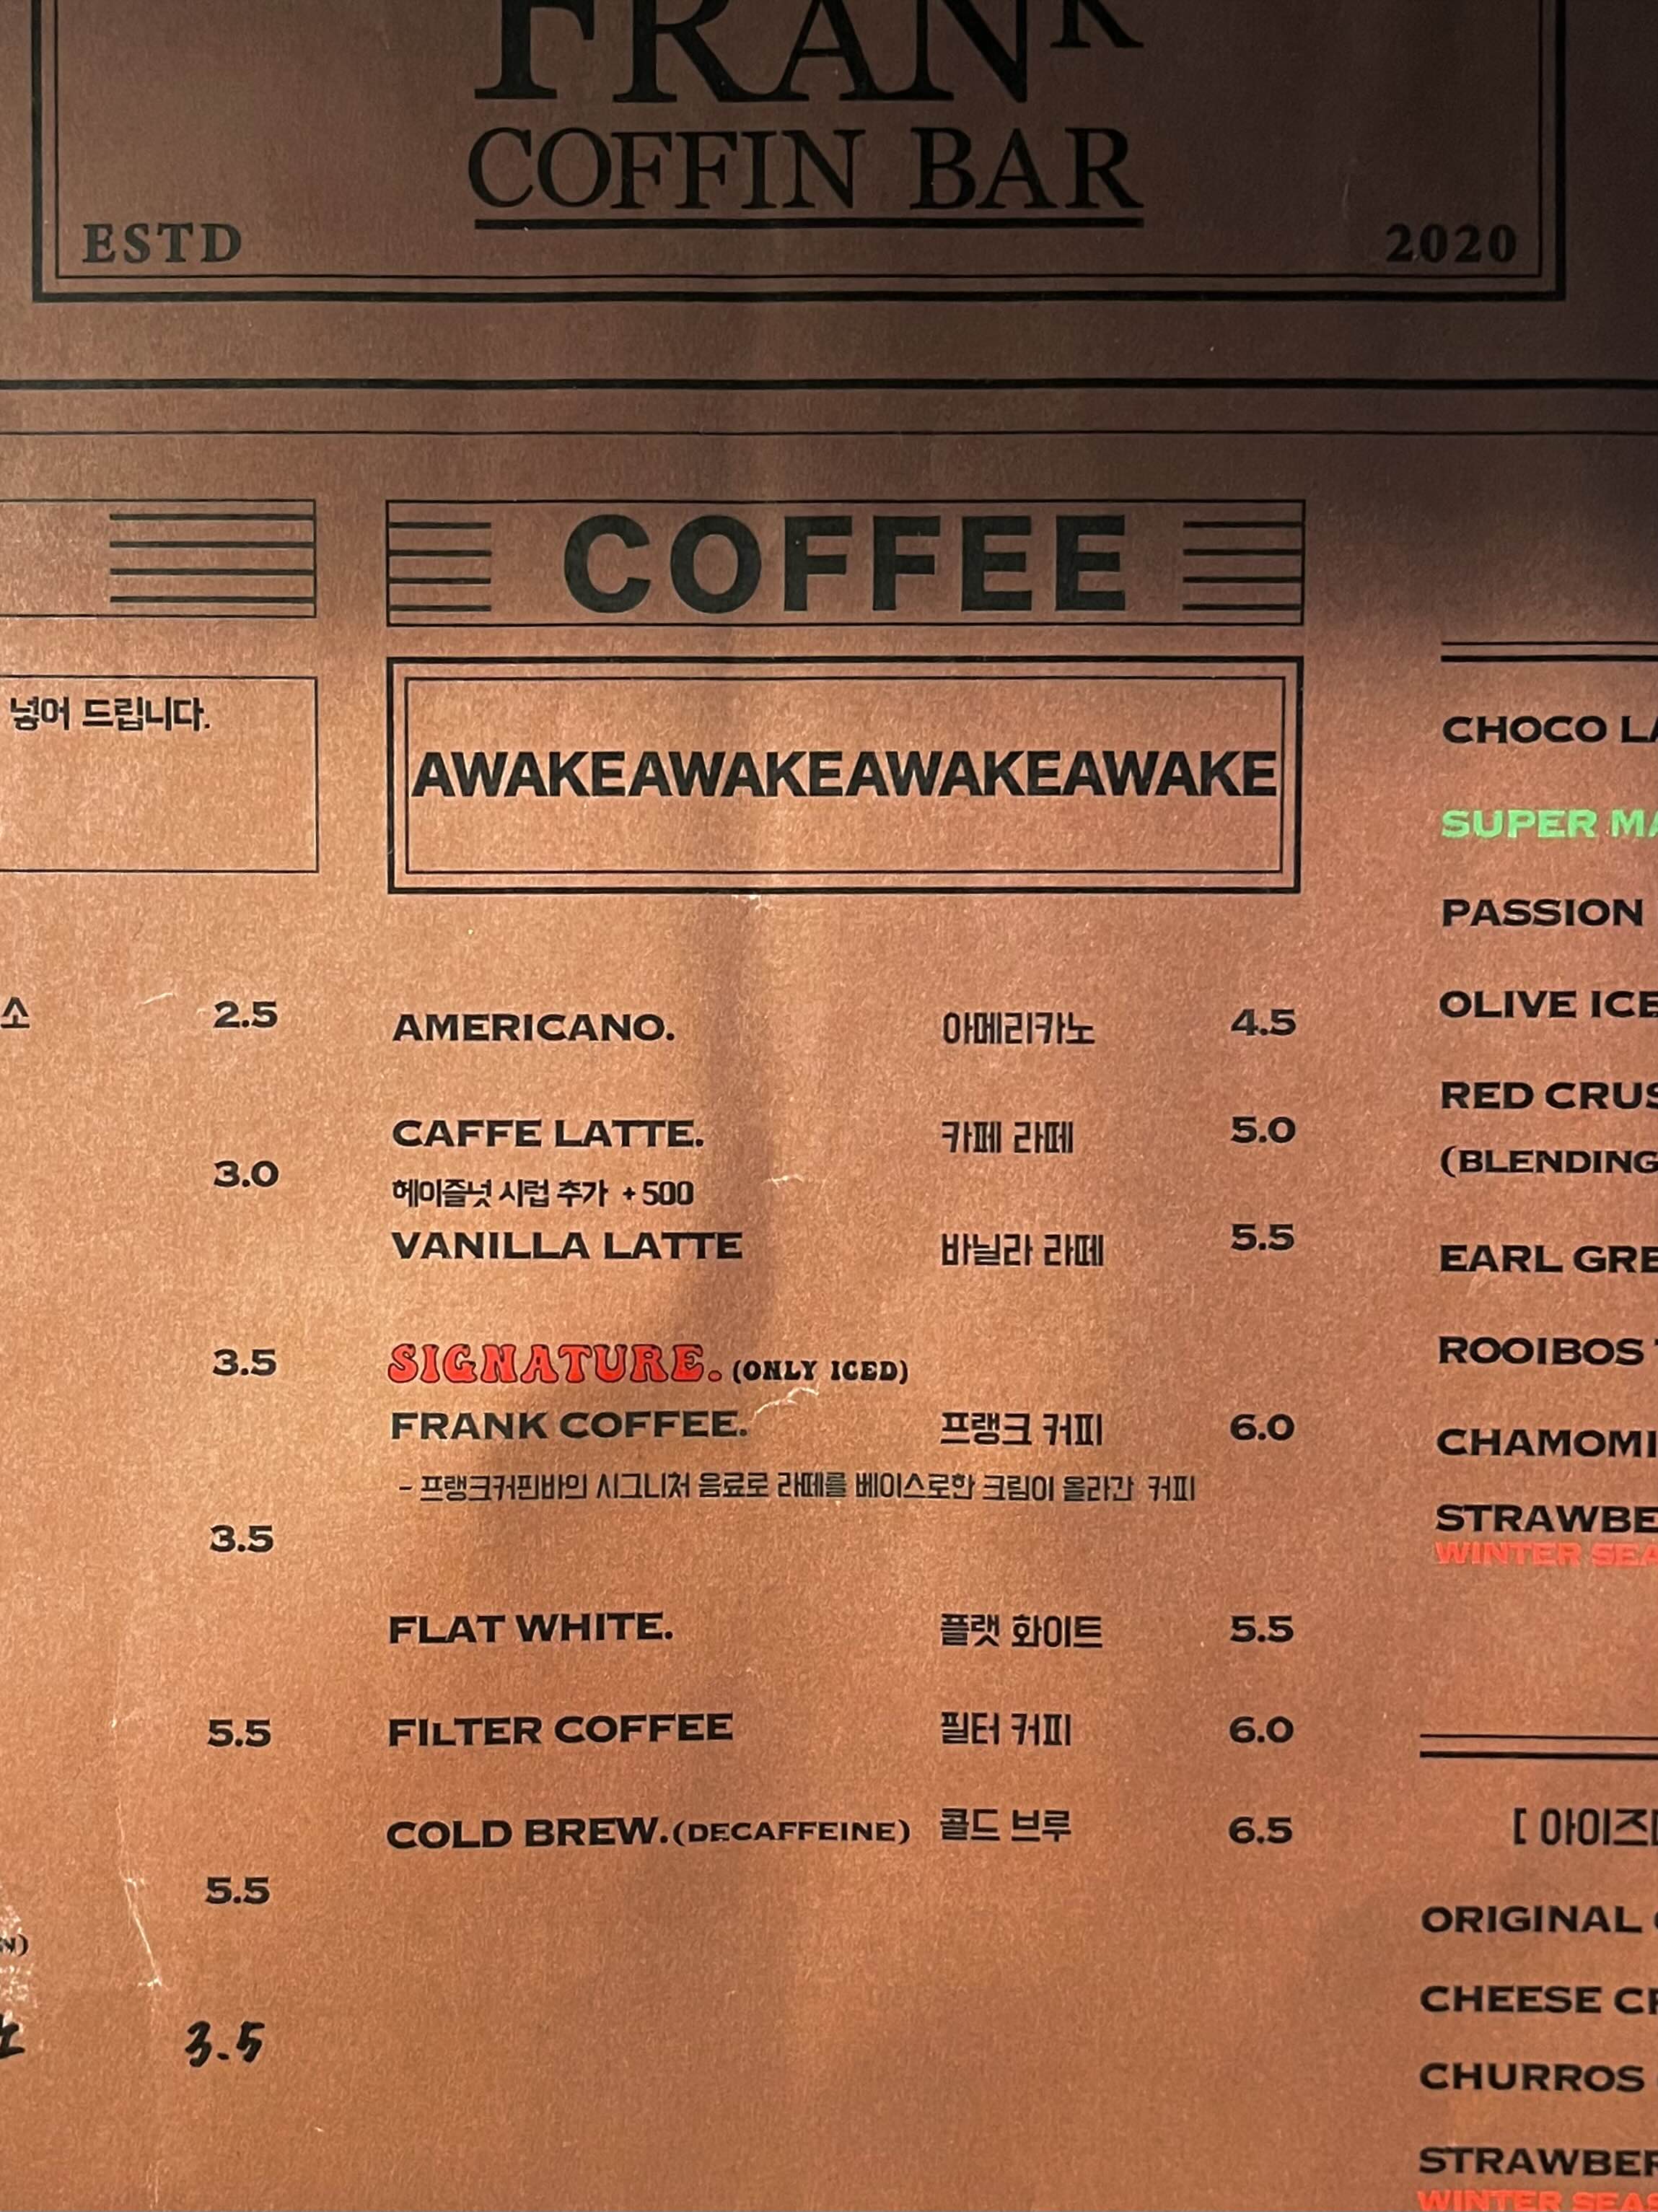 FRANK
COFFIN BAR
ESTD
2020
넣어 드립니다.
2.5
3.0
3.5
3.5
5.5
5.5
3.5
COFFEE
AWAKEAWAKEAWAKEAWAKE
AMERICANO. 아메리카노 4.5
CAFFE LATTE. 카페 라떼 5.0
헤이즐넛 시럽 추가 +500
VANILLA LATTE 바닐라 라떼 5.5
SIGNATURE. (ONLY ICED)
FRANK COFFEE. 프랭크 커피 6.0
- 프랭크커핀바의 시그니처 음료로 라떼를 베이스로한 크림이 올라간 커피
FLAT WHITE. 플랫 화이트 5.5
FILTER COFFEE 필터 커피 6.0
COLD BREW.(DECAFFEINE) 콜드 브루 6.5
CHOCO
SUPER
PASSION
OLIVE ICE
RED
(BLENDING
EARL
ROOIBOS
WINTER
[ 아이즈
ORIGINAL
CHEESE
CHURROS
WINTER